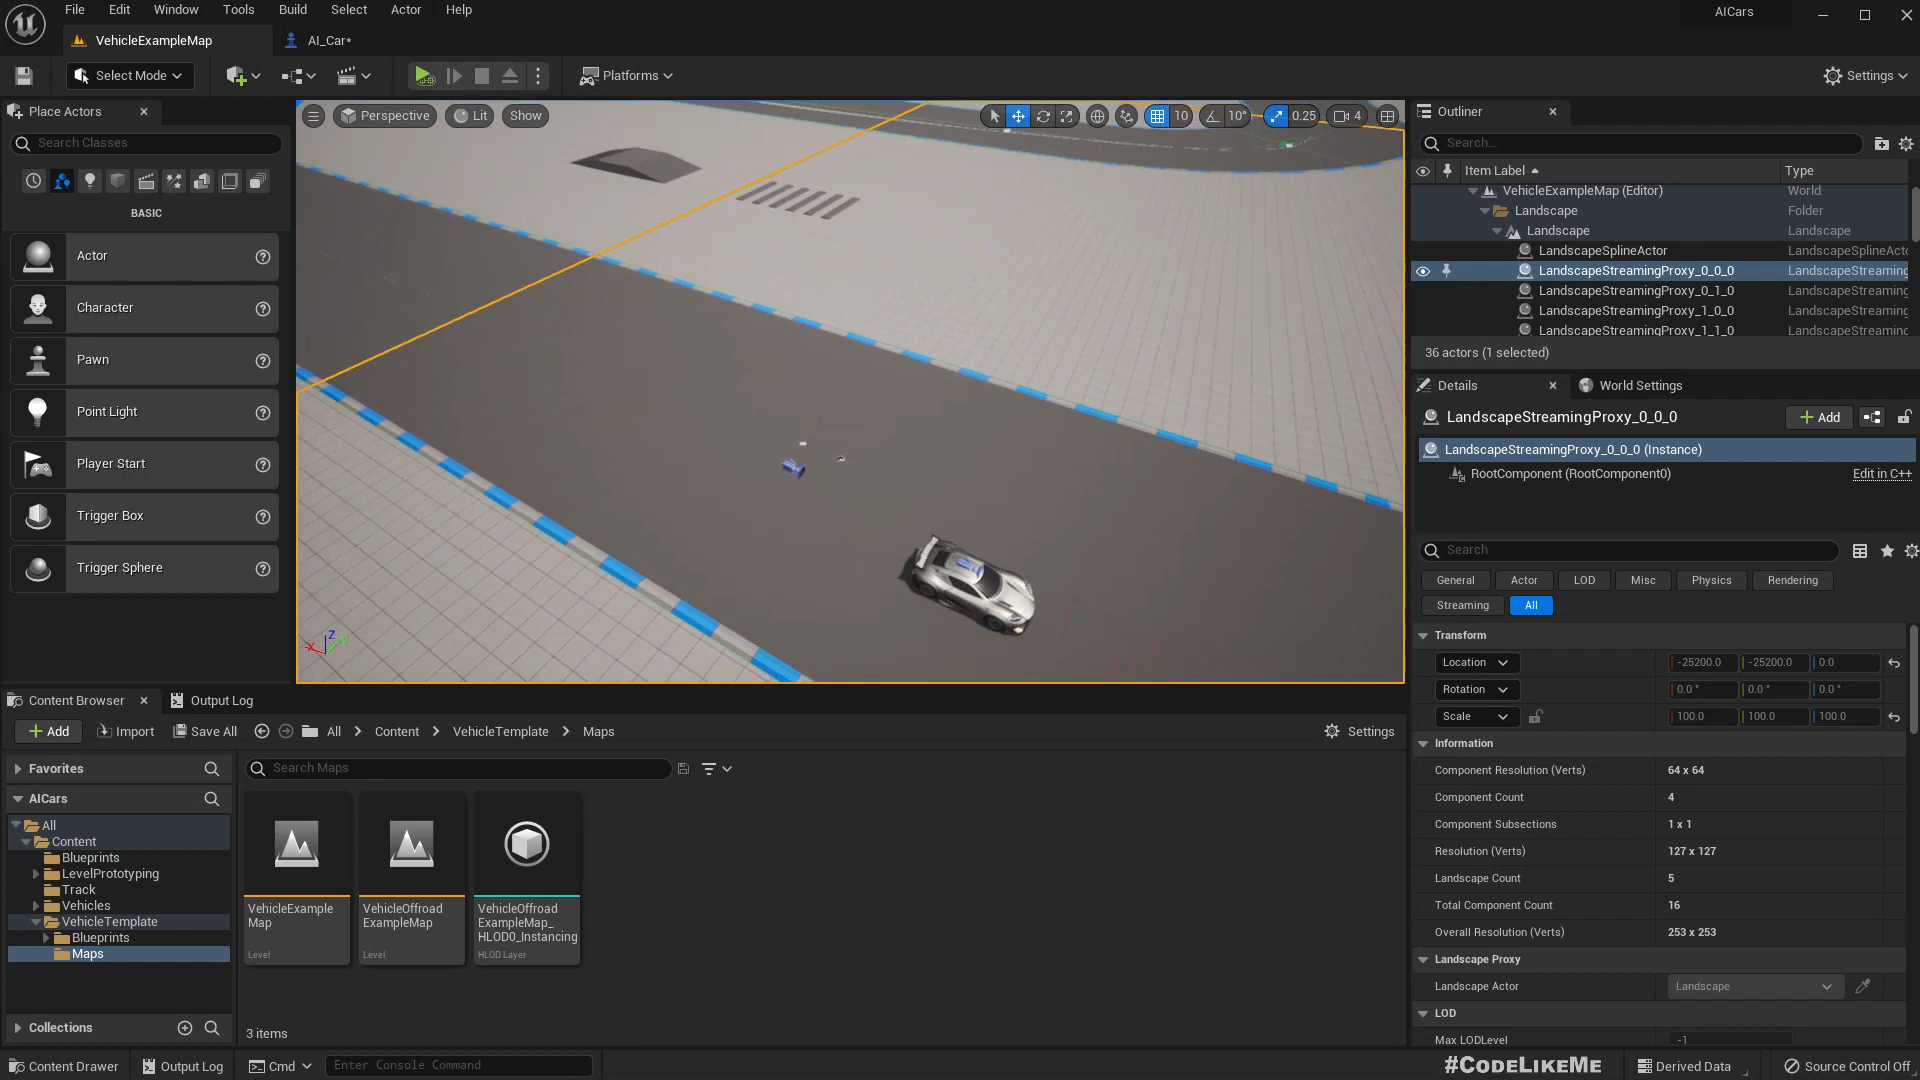 File Edit Window Tools Build Select Actor Help
AICars
VehicleExampleMap
AI_Car*
Select Mode
Platforms
Settings
Place Actors
Search Classes
BASIC
Actor
Character
Pawn
Point Light
Player Start
Trigger Box
Trigger Sphere
Perspective
Lit
Show
10
10°
0.25
4
X
Y
Z
Outliner
Search...
Item Label
Type
VehicleExampleMap (Editor) World
Landscape Folder
Landscape Landscape
LandscapeSplineActor LandscapeSplineActo
LandscapeStreamingProxy_0_0_0 LandscapeStreaming
LandscapeStreamingProxy_0_1_0 LandscapeStreaming
LandscapeStreamingProxy_1_0_0 LandscapeStreaming
LandscapeStreamingProxy_1_1_0 LandscapeStreaming
36 actors (1 selected)
Details
World Settings
LandscapeStreamingProxy_0_0_0
Add
LandscapeStreamingProxy_0_0_0 (Instance)
RootComponent (RootComponent0)
Edit in C++
Search
General Actor LOD Misc Physics Rendering
Streaming All
Transform
Location -25200.0 -25200.0 0.0
Rotation 0.0 ° 0.0 ° 0.0 °
Scale 100.0 100.0 100.0
Information
Component Resolution (Verts) 64 x 64
Component Count 4
Component Subsections 1 x 1
Resolution (Verts) 127 x 127
Landscape Count 5
Total Component Count 16
Overall Resolution (Verts) 253 x 253
Landscape Proxy
Landscape Actor Landscape
LOD
Max LODLevel -1
Content Browser
Output Log
Add
Import
Save All
All > Content > VehicleTemplate > Maps
Settings
Favorites
AICars
All
Content
Blueprints
LevelPrototyping
Track
Vehicles
VehicleTemplate
Blueprints
Maps
Collections
Search Maps
VehicleExample
Map
Level
VehicleOffroad
ExampleMap
Level
VehicleOffroad
ExampleMap_
HLOD0_Instancing
HLOD Layer
3 items
Content Drawer
Output Log
Cmd
Enter Console Command
#CodeLikeMe
Derived Data
Source Control Off